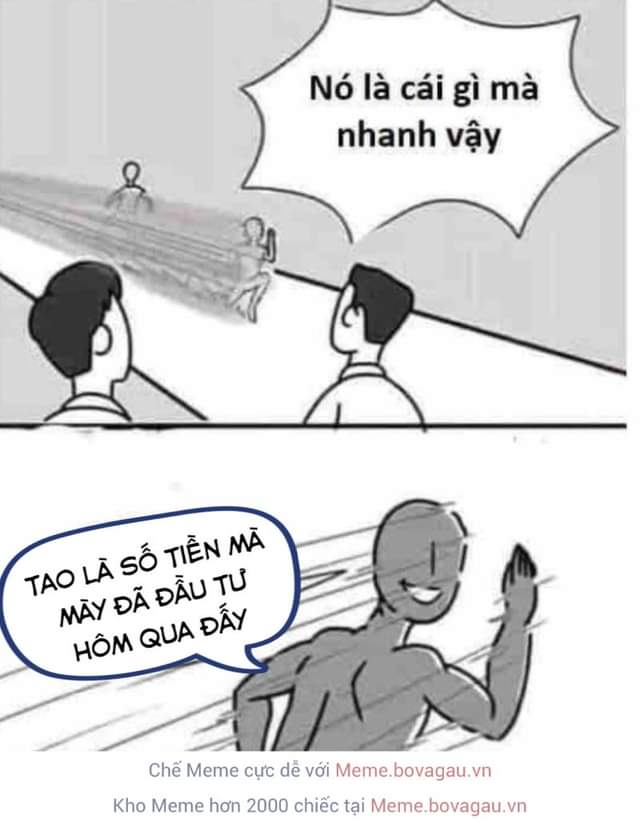 Nó là cái gì mà
nhanh vậy
TAO LÀ SỐ TIỀN MÀ
MÀY ĐÃ ĐẦU TƯ
HÔM QUA ĐẤY
Chế Meme cực dễ với Meme.bovagau.vn
Kho Meme hơn 2000 chiếc tại Meme.bovagau.vn